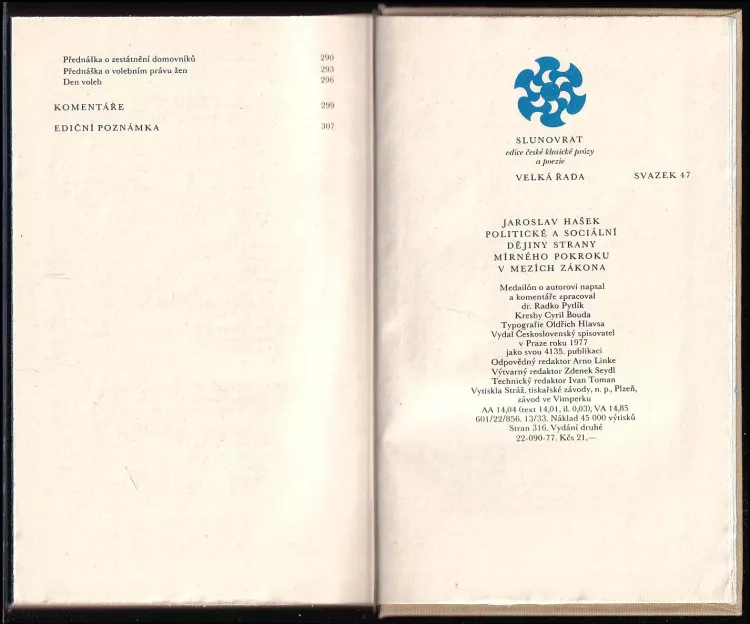 Přednáška o zestátnění domovníků 290
Přednáška o volebním právu žen 293
Den voleb 296
KOMENTÁŘE 299
EDIČNÍ POZNÁMKA 307
SLUNOVRAT
edice české klasické prózy
a poezie
VELKÁ ŘADA SVAZEK 47
JAROSLAV HAŠEK
POLITICKÉ A SOCIÁLNÍ
DĚJINY STRANY
MÍRNÉHO POKROKU
V MEZÍCH ZÁKONA
Medailón o autorovi napsal
a komentáře zpracoval
dr. Radko Pytlík
Kresby Cyril Bouda
Typografie Oldřich Hlavsa
Vydal Československý spisovatel
v Praze roku 1977
jako svou 4135. publikaci
Odpovědný redaktor Arno Linke
Výtvarný redaktor Zdenek Seydl
Technický redaktor Ivan Toman
Vytiskla Stráž, tiskařské závody, n. p., Plzeň,
závod ve Vimperku
AA 14,04 (text 14,01, il. 0,03), VA 14,85
601/22/856. 13/33. Náklad 45 000 výtisků
Stran 316. Vydání druhé
22-090-77. Kčs 21,—